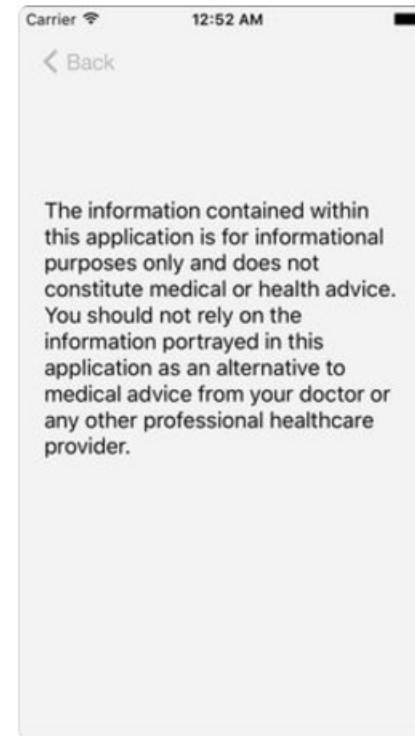 Carrier 12:52 AM
Back
The information contained within
this application is for informational
purposes only and does not
constitute medical or health advice.
You should not rely on the
information portrayed in this
application as an alternative to
medical advice from your doctor or
any other professional healthcare
provider.